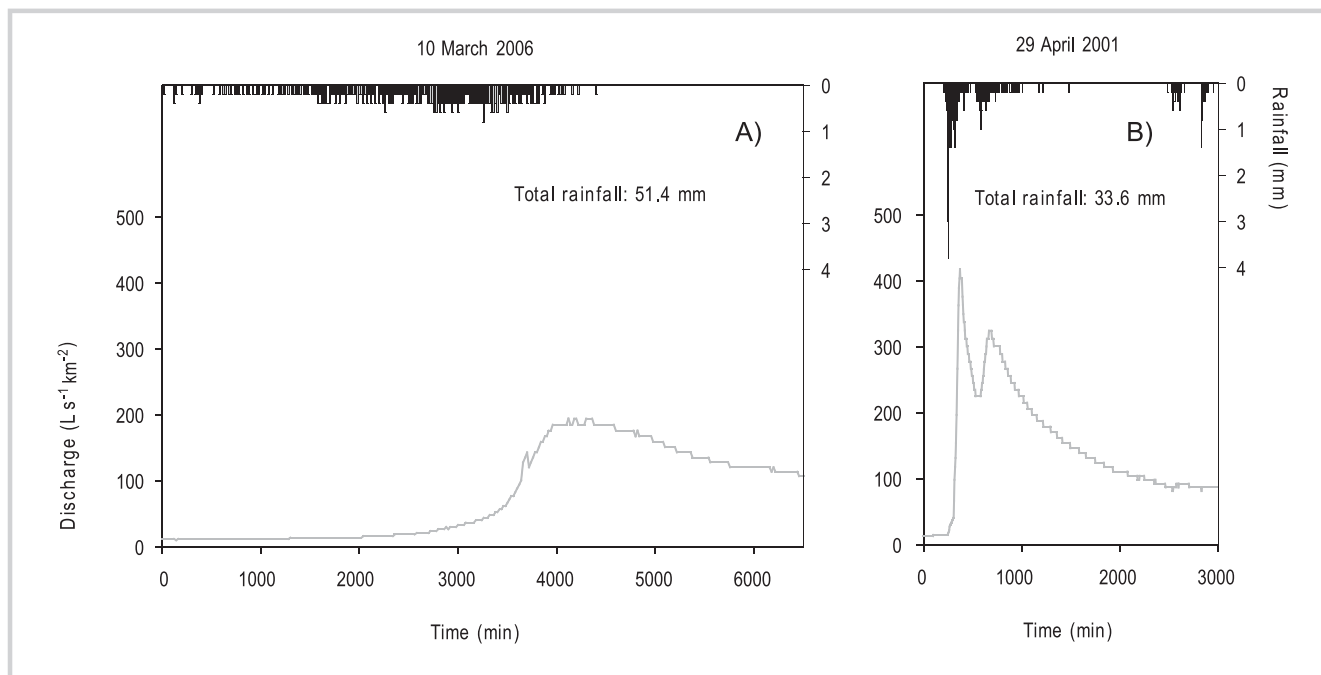 10 March 2006
29 April 2001
A)
Total rainfall: 51.4 mm
B)
Total rainfall: 33.6 mm
Discharge (L s⁻¹ km⁻²)
500
400
300
200
100
0
0
1
2
3
4
0 1000 2000 3000 4000 5000 6000
Time (min)
500
400
300
200
100
0
0
1
2
3
4
Rainfall (mm)
0 1000 2000 3000
Time (min)